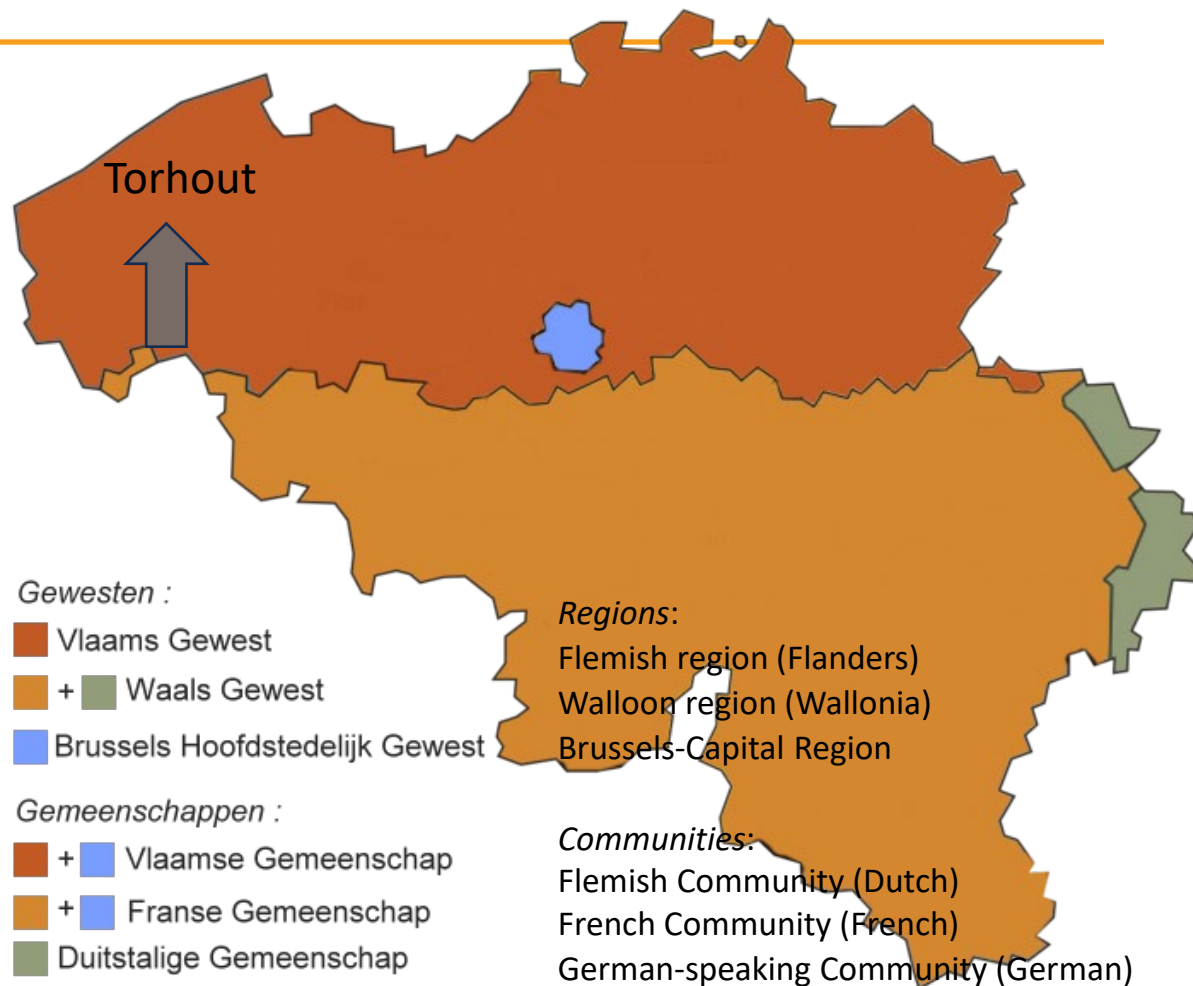 Torhout
Gewesten :
Vlaams Gewest
+ Waals Gewest
Brussels Hoofdstedelijk Gewest
Gemeenschappen :
+ Vlaamse Gemeenschap
+ Franse Gemeenschap
Duitstalige Gemeenschap
Regions:
Flemish region (Flanders)
Walloon region (Wallonia)
Brussels-Capital Region
Communities:
Flemish Community (Dutch)
French Community (French)
German-speaking Community (German)